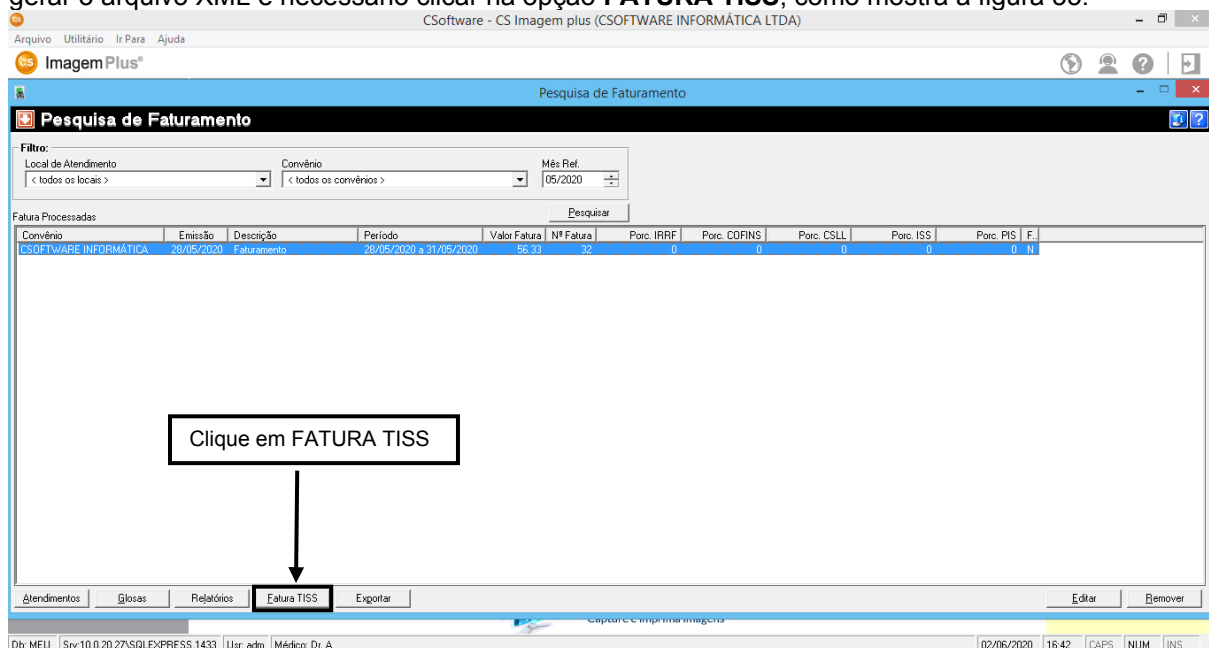 gerar o arquivo XML é necessário clicar na opção FATURA TISS, como mostra a figura 50.
CSoftware - CS Imagem plus (CSOFTWARE INFORMÁTICA LTDA)
Arquivo Utilitário Ir Para Ajuda
cs ImagemPlus®
Pesquisa de Faturamento
Pesquisa de Faturamento
Filtro:
Local de Atendimento Convênio Mês Ref.
< todos os locais > < todos os convênios > 05/2020
Fatura Processadas Pesquisar
Convênio Emissão Descrição Período Valor Fatura Nº Fatura Porc. IRRF Porc. COFINS Porc. CSLL Porc. ISS Porc. PIS F..
CSOFTWARE INFORMÁTICA 28/05/2020 Faturamento 28/05/2020 a 31/05/2020 56.33 32 0 0 0 0 0 N
Clique em FATURA TISS
Atendimentos Glosas Relatórios Fatura TISS Exportar Editar Remover
Capture e imprima imagens
Db: MEU Srv:10.0.20.27\SQLEXPRESS,1433 Usr: adm Médico: Dr. A 02/06/2020 16:42 CAPS NUM INS